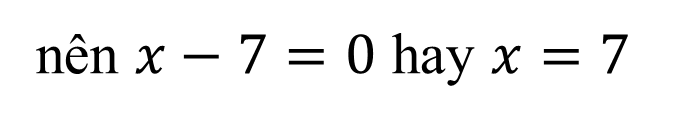 nên x − 7 = 0 hay x = 7